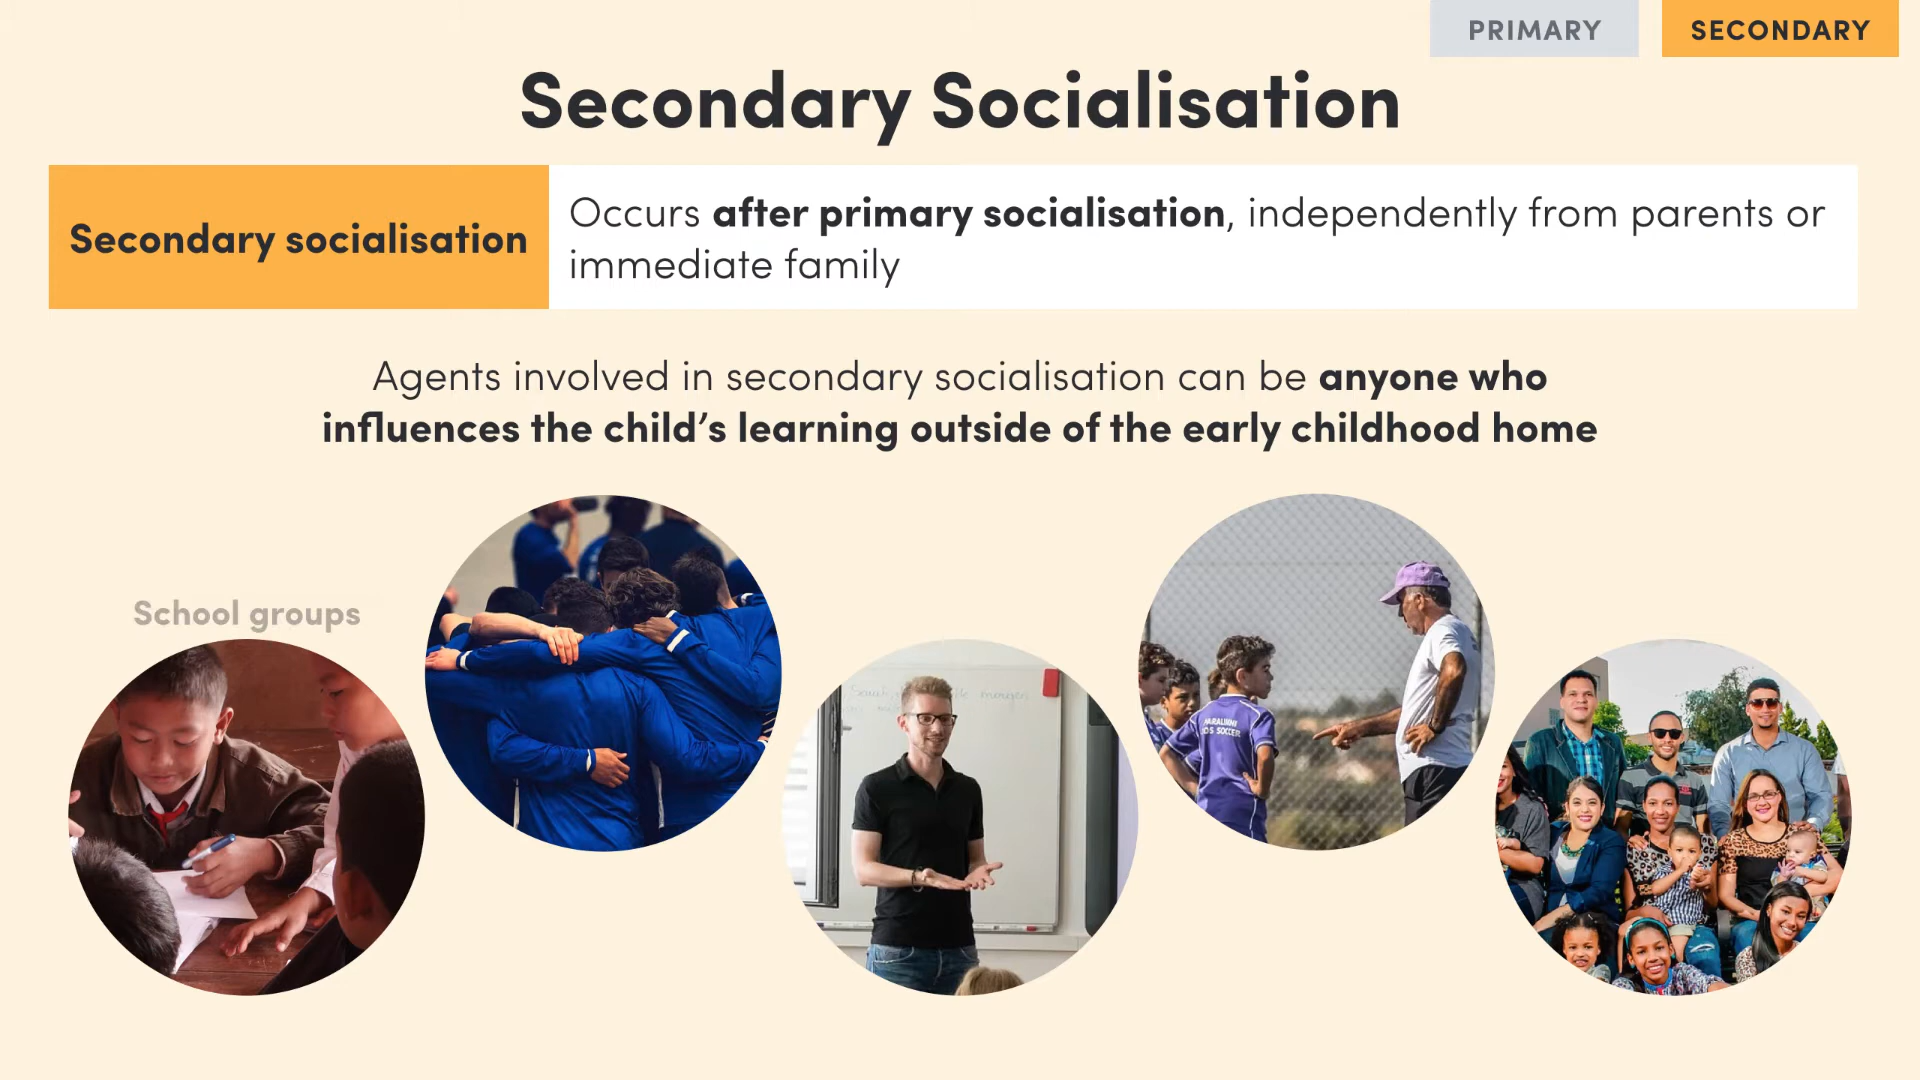 PRIMARY
SECONDARY
Secondary Socialisation
Secondary socialisation
Occurs after primary socialisation, independently from parents or
immediate family
Agents involved in secondary socialisation can be anyone who
influences the child's learning outside of the early childhood home
School groups
SOCCER